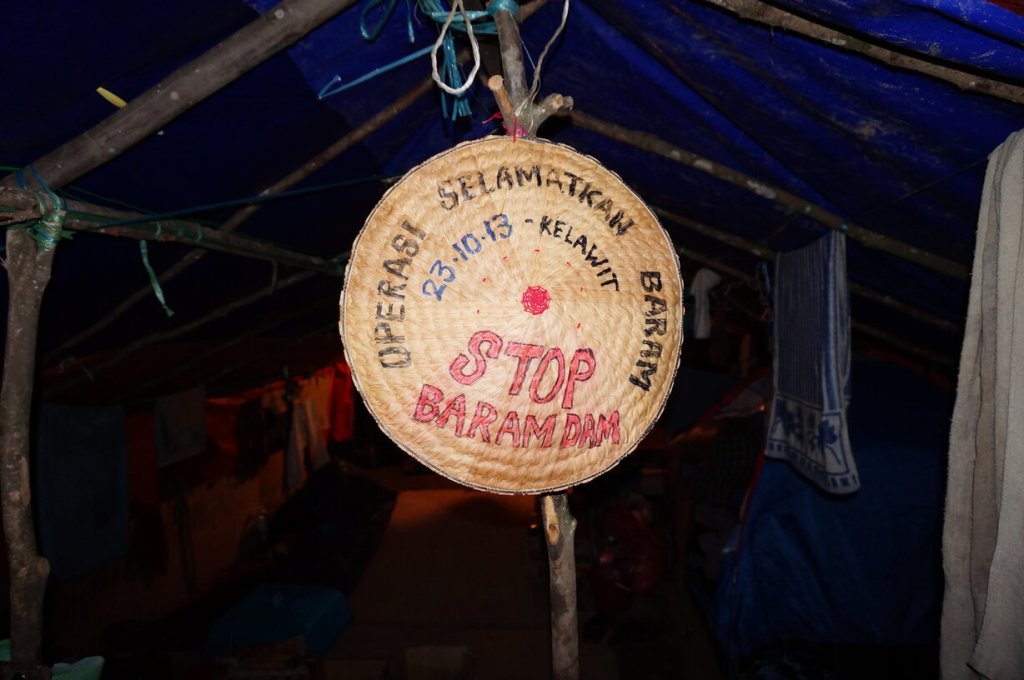 OPERASI SELAMATKAN BARAM
23·10·13 - KELAWIT
STOP
BARAM DAM